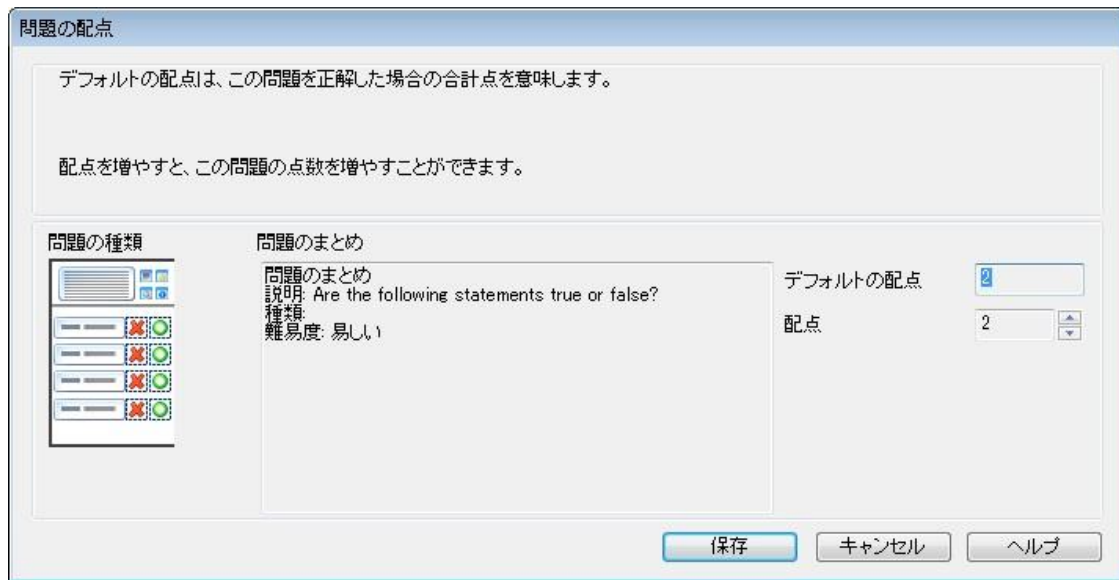 問題の配点
デフォルトの配点は、この問題を正解した場合の合計点を意味します。
配点を増やすと、この問題の点数を増やすことができます。
問題の種類
問題のまとめ
問題のまとめ
説明: Are the following statements true or false?
種類:
難易度: 易しい
デフォルトの配点 2
配点 2
保存 キャンセル ヘルプ